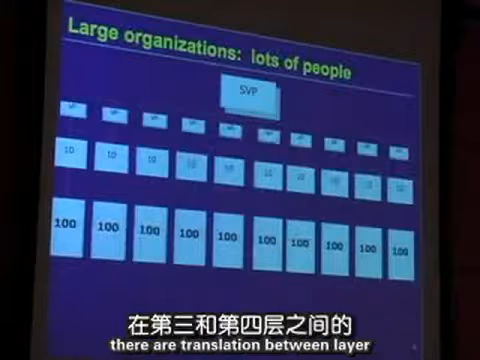 Large organizations: lots of people
SVP
10 10 10 10 10 10 10 10 10 10
100 100 100 100 100 100 100 100 100 100
在第三和第四层之间的
there are translation between layer